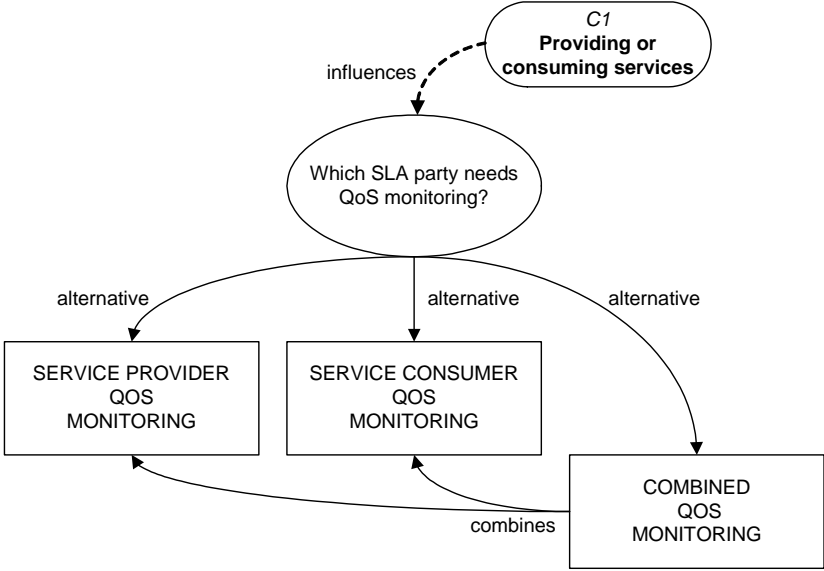 C1
Providing or
consuming services
influences
Which SLA party needs
QoS monitoring?
alternative
alternative
alternative
SERVICE PROVIDER
QOS
MONITORING
SERVICE CONSUMER
QOS
MONITORING
COMBINED
QOS
MONITORING
combines